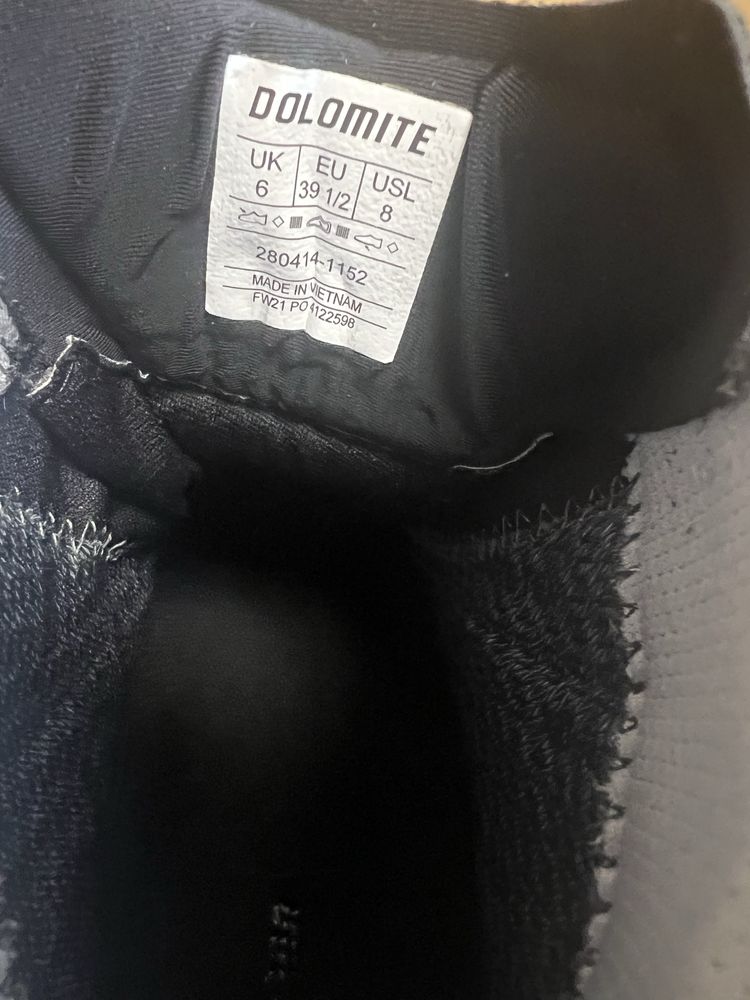 DOLOMITE
UK EU USL
6 39 1/2 8
280414-1152
MADE IN VIETNAM
FW21 PO 4122598